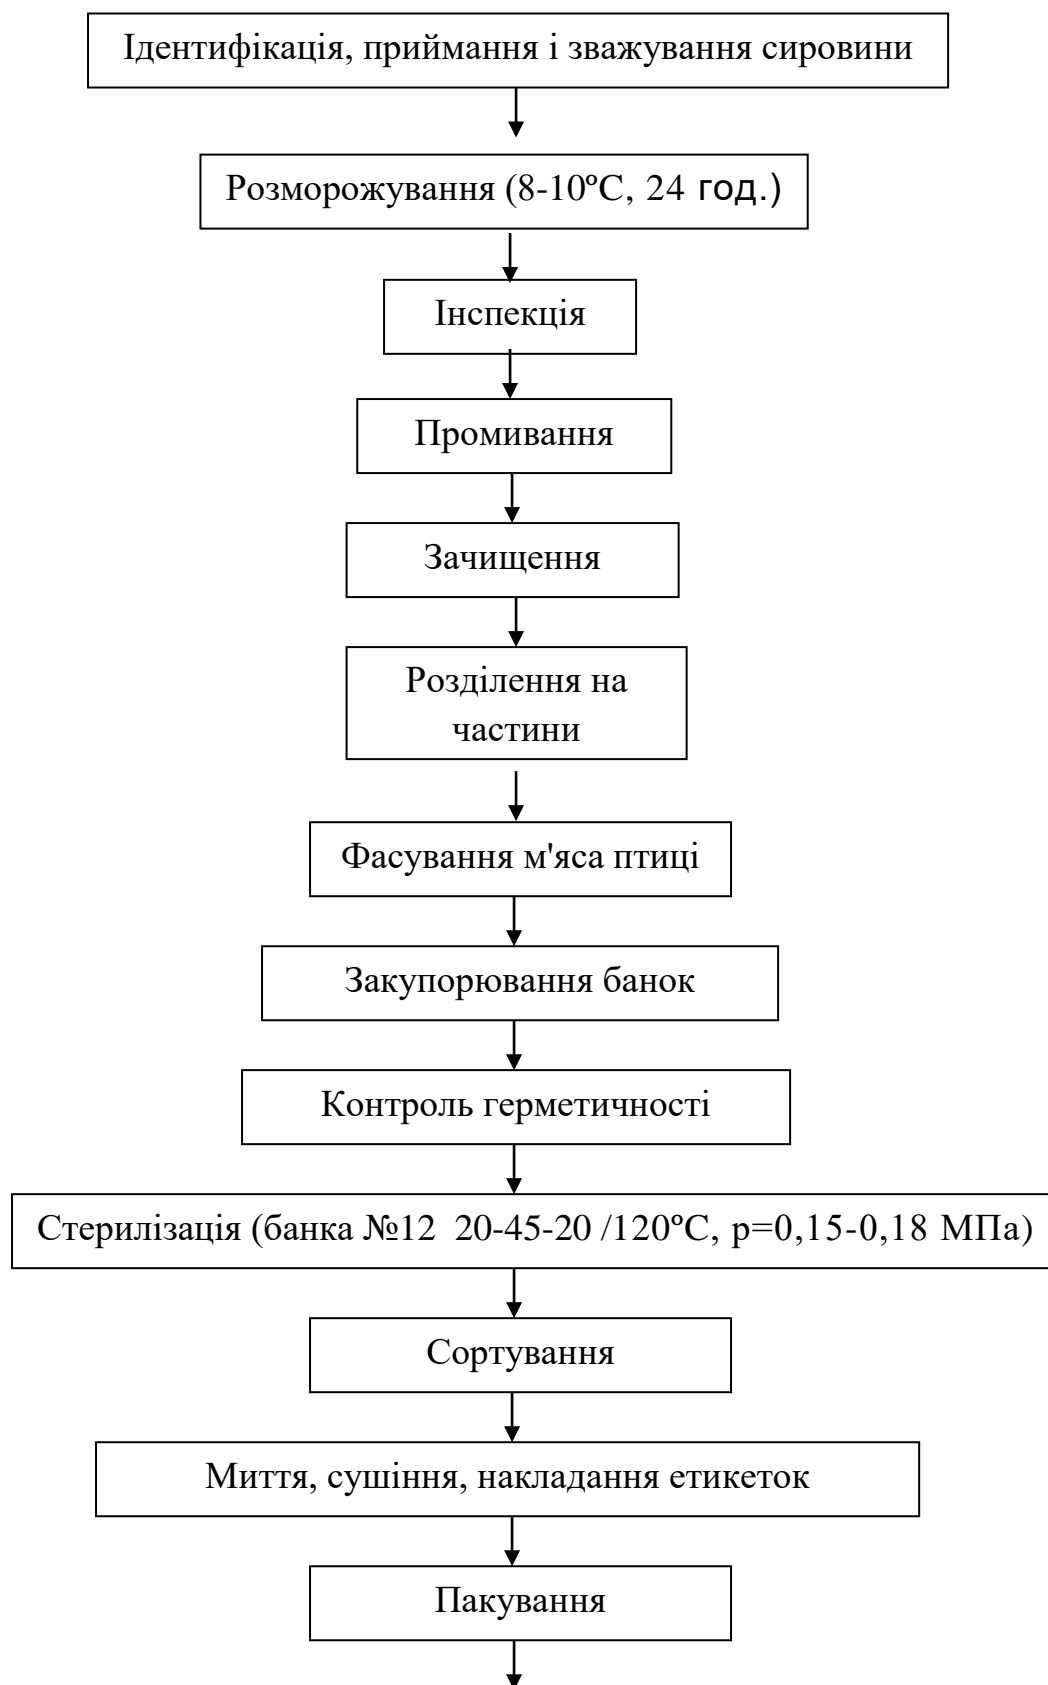 Ідентифікація, приймання і зважування сировини
Розморожування (8-10ºС, 24 год.)
Інспекція
Промивання
Зачищення
Розділення на
частини
Фасування м'яса птиці
Закупорювання банок
Контроль герметичності
Стерилізація (банка №12 20-45-20 /120ºС, р=0,15-0,18 МПа)
Сортування
Миття, сушіння, накладання етикеток
Пакування